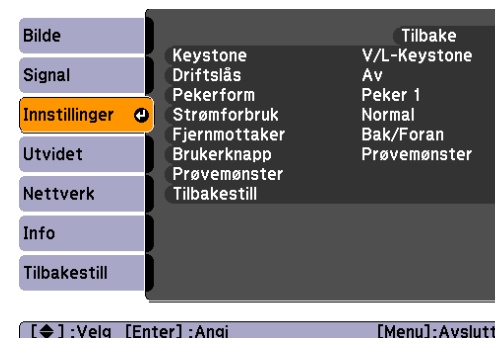 Bilde
Signal
Innstillinger
Utvidet
Nettverk
Info
Tilbakestill
Tilbake
Keystone V/L-Keystone
Driftslås Av
Pekerform Peker 1
Strømforbruk Normal
Fjernmottaker Bak/Foran
Brukerknapp Prøvemønster
Prøvemønster
Tilbakestill
[◆]:Velg [Enter]:Angi [Menu]:Avslutt